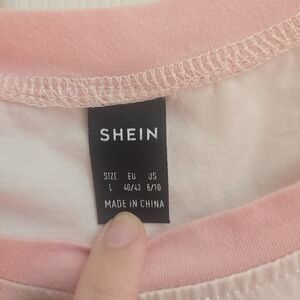 SHEIN
SIZE EU US
L 40/42 8/10
MADE IN CHINA